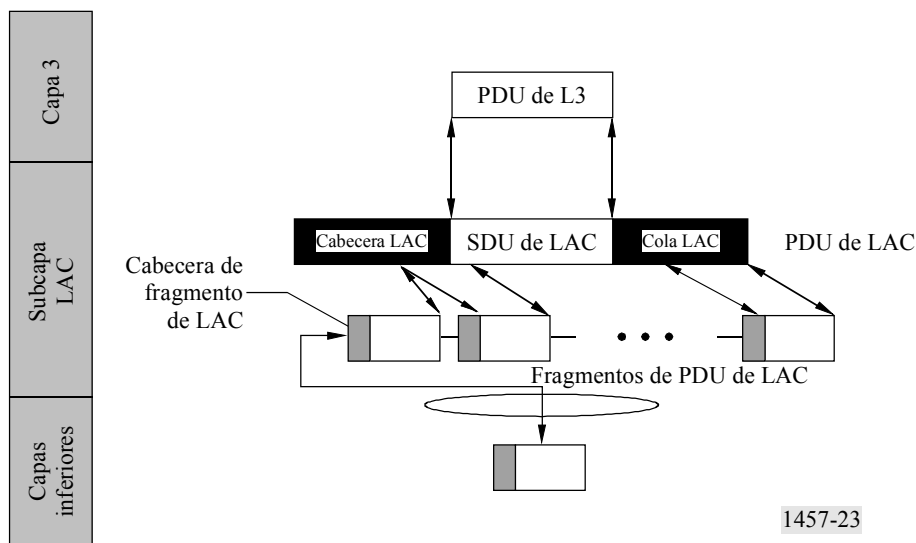 Capa 3
PDU de L3
Subcapa
LAC
Cabecera LAC
SDU de LAC
Cola LAC
PDU de LAC
Cabecera de
fragmento
de LAC
Fragmentos de PDU de LAC
Capas
inferiores
1457-23